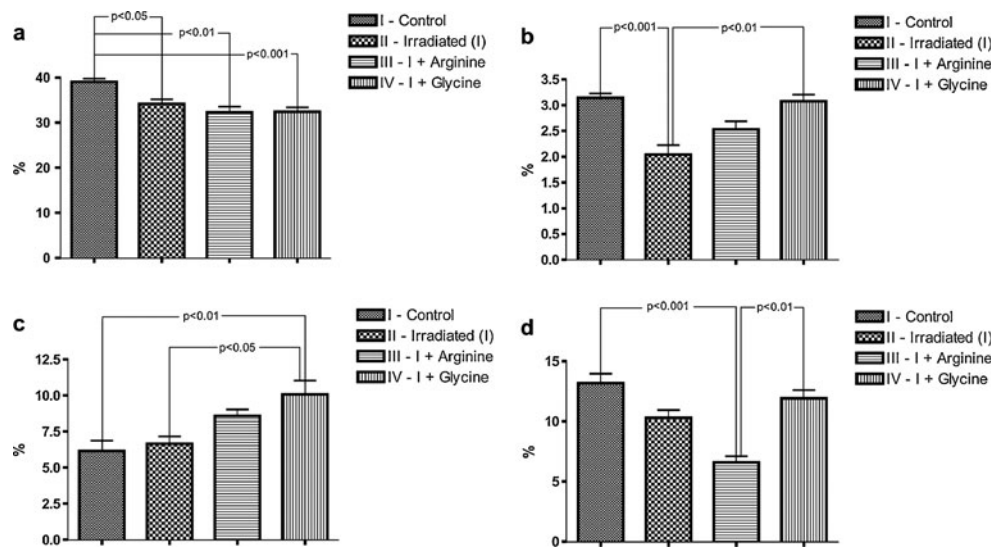 a
p<0.05
p<0.01
p<0.001
I - Control
II - Irradiated (I)
III - I + Arginine
IV - I + Glycine
40
30
20
10
0
%
b
p<0.001
p<0.01
I - Control
II - Irradiated (I)
III - I + Arginine
IV - I + Glycine
3.5
3.0
2.5
2.0
1.5
1.0
0.5
0.0
%
c
p<0.01
p<0.05
I - Control
II - Irradiated (I)
III - I + Arginine
IV - I + Glycine
12.5
10.0
7.5
5.0
2.5
0.0
%
d
p<0.001
p<0.01
I - Control
II - Irradiated (I)
III - I + Arginine
IV - I + Glycine
15
10
5
0
%